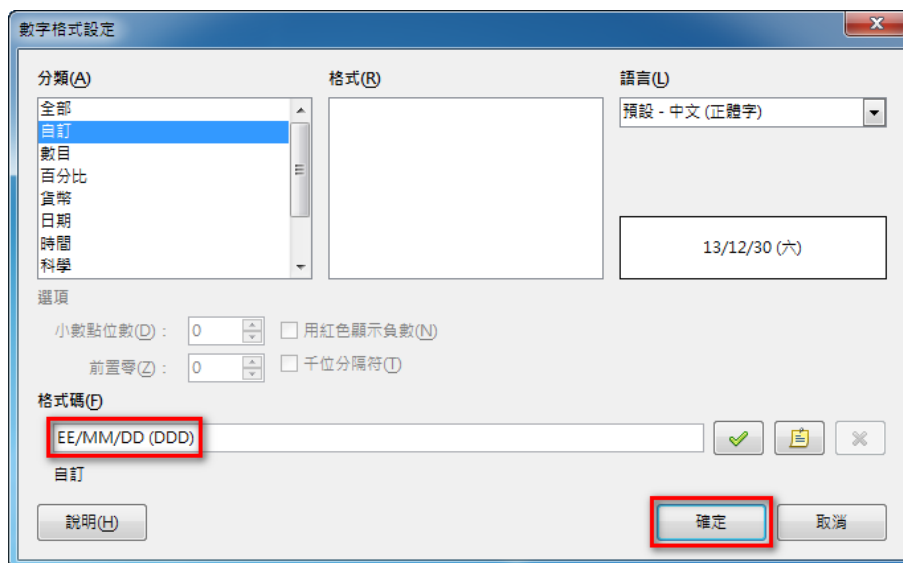 數字格式設定
分類(A)
格式(R)
語言(L)
全部
自訂
數目
百分比
貨幣
日期
時間
科學
預設 - 中文 (正體字)
13/12/30 (六)
選項
小數點位數(D)： 0
用紅色顯示負數(N)
前置零(Z)： 0
千位分隔符(T)
格式碼(F)
EE/MM/DD (DDD)
自訂
說明(H)
確定
取消